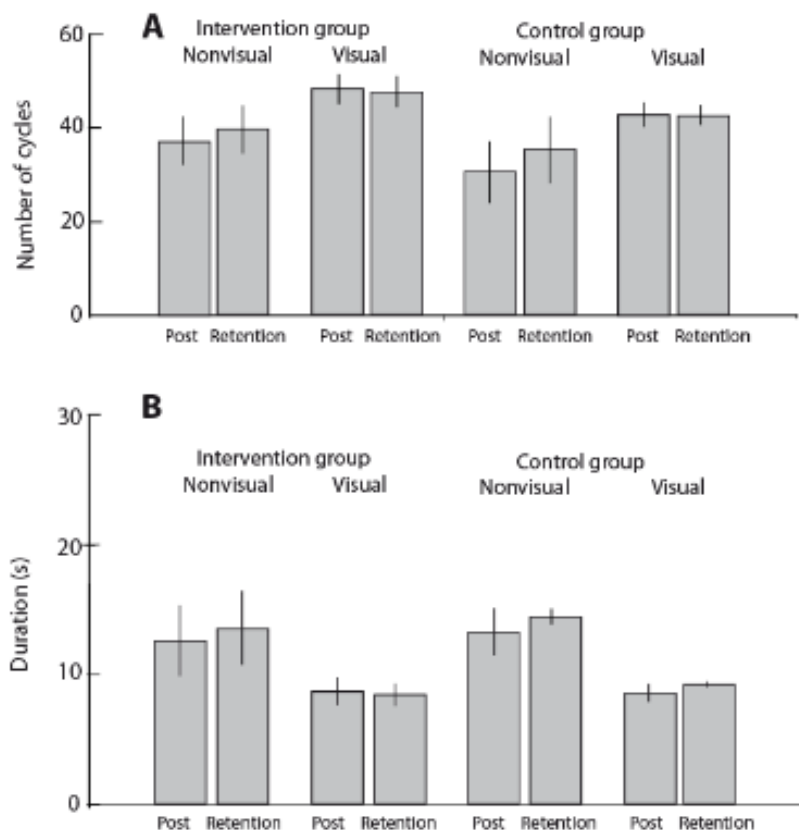 A
Intervention group Control group
Nonvisual Visual Nonvisual Visual
60
40
20
0
Number of cycles
Post Retention Post Retention Post Retention Post Retention
B
Intervention group Control group
Nonvisual Visual Nonvisual Visual
30
20
10
0
Duration (s)
Post Retention Post Retention Post Retention Post Retention